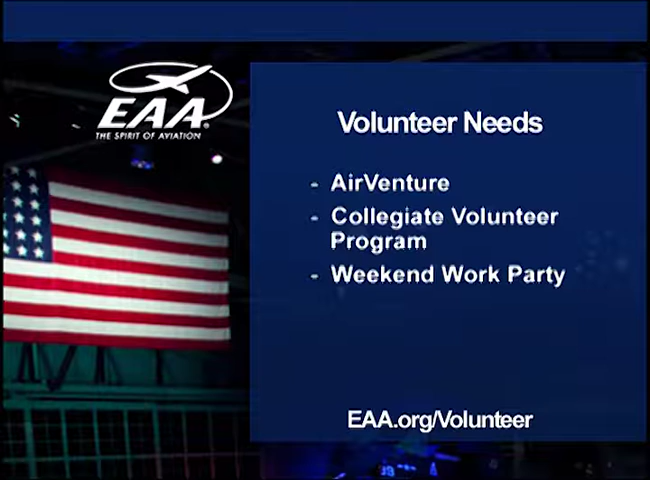 EAA®
THE SPIRIT OF AVIATION
Volunteer Needs
- AirVenture
- Collegiate Volunteer
Program
- Weekend Work Party
EAA.org/Volunteer